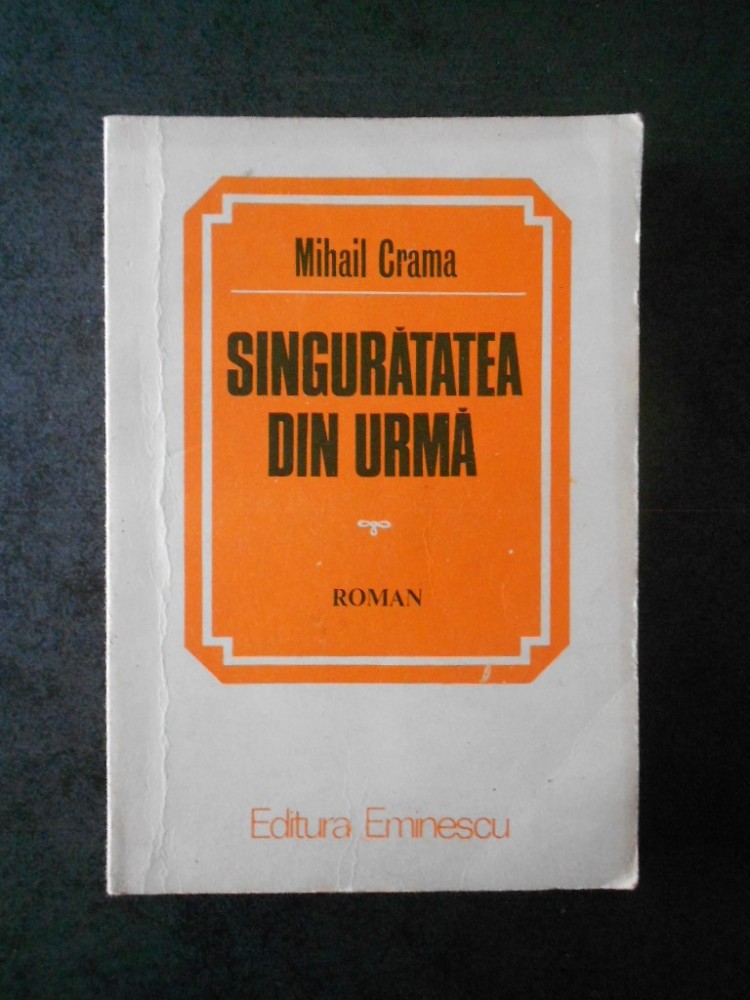 Mihail Crama
SINGURĂTATEA
DIN URMĂ
ROMAN
Editura Eminescu